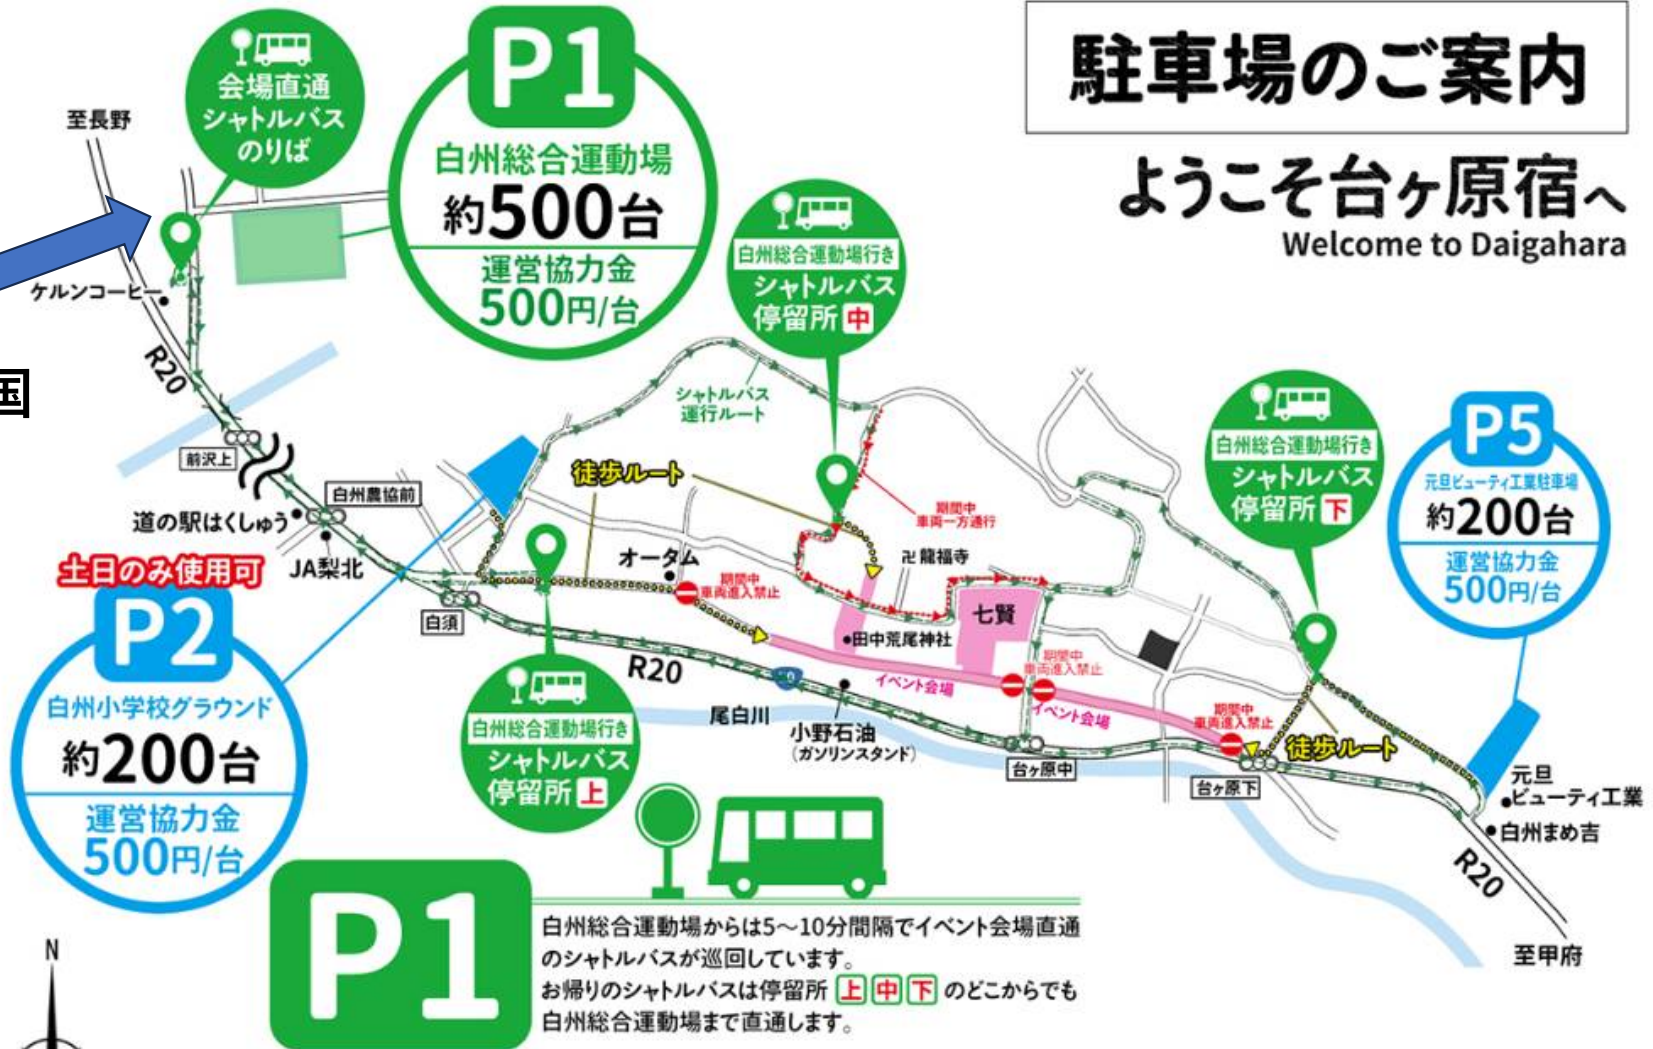 駐車場のご案内
ようこそ台ヶ原宿へ
Welcome to Daigahara
会場直通
シャトルバス
のりば
至長野
P1
白州総合運動場
約500台
運営協力金
500円/台
ケルンコーヒー
R20
国
前沢上
白州農協前
道の駅はくしゅう
JA梨北
シャトルバス
運行ルート
白州総合運動場行き
シャトルバス
停留所 中
白州総合運動場行き
シャトルバス
停留所 下
P5
元旦ビューティ工業駐車場
約200台
運営協力金
500円/台
徒歩ルート
期間中
車両一方通行
卍龍福寺
オータム
期間中
車両進入禁止
土日のみ使用可
P2
白州小学校グラウンド
約200台
運営協力金
500円/台
白須
七賢
田中荒尾神社
イベント会場
期間中
車両進入禁止
イベント会場
期間中
車両進入禁止
徒歩ルート
R20
尾白川
小野石油
(ガソリンスタンド)
台ヶ原中
台ヶ原下
白州総合運動場行き
シャトルバス
停留所 上
元旦
ビューティ工業
白州まめ吉
R20
至甲府
N
P1
白州総合運動場からは5～10分間隔でイベント会場直通
のシャトルバスが巡回しています。
お帰りのシャトルバスは停留所 上 中 下 のどこからでも
白州総合運動場まで直通します。